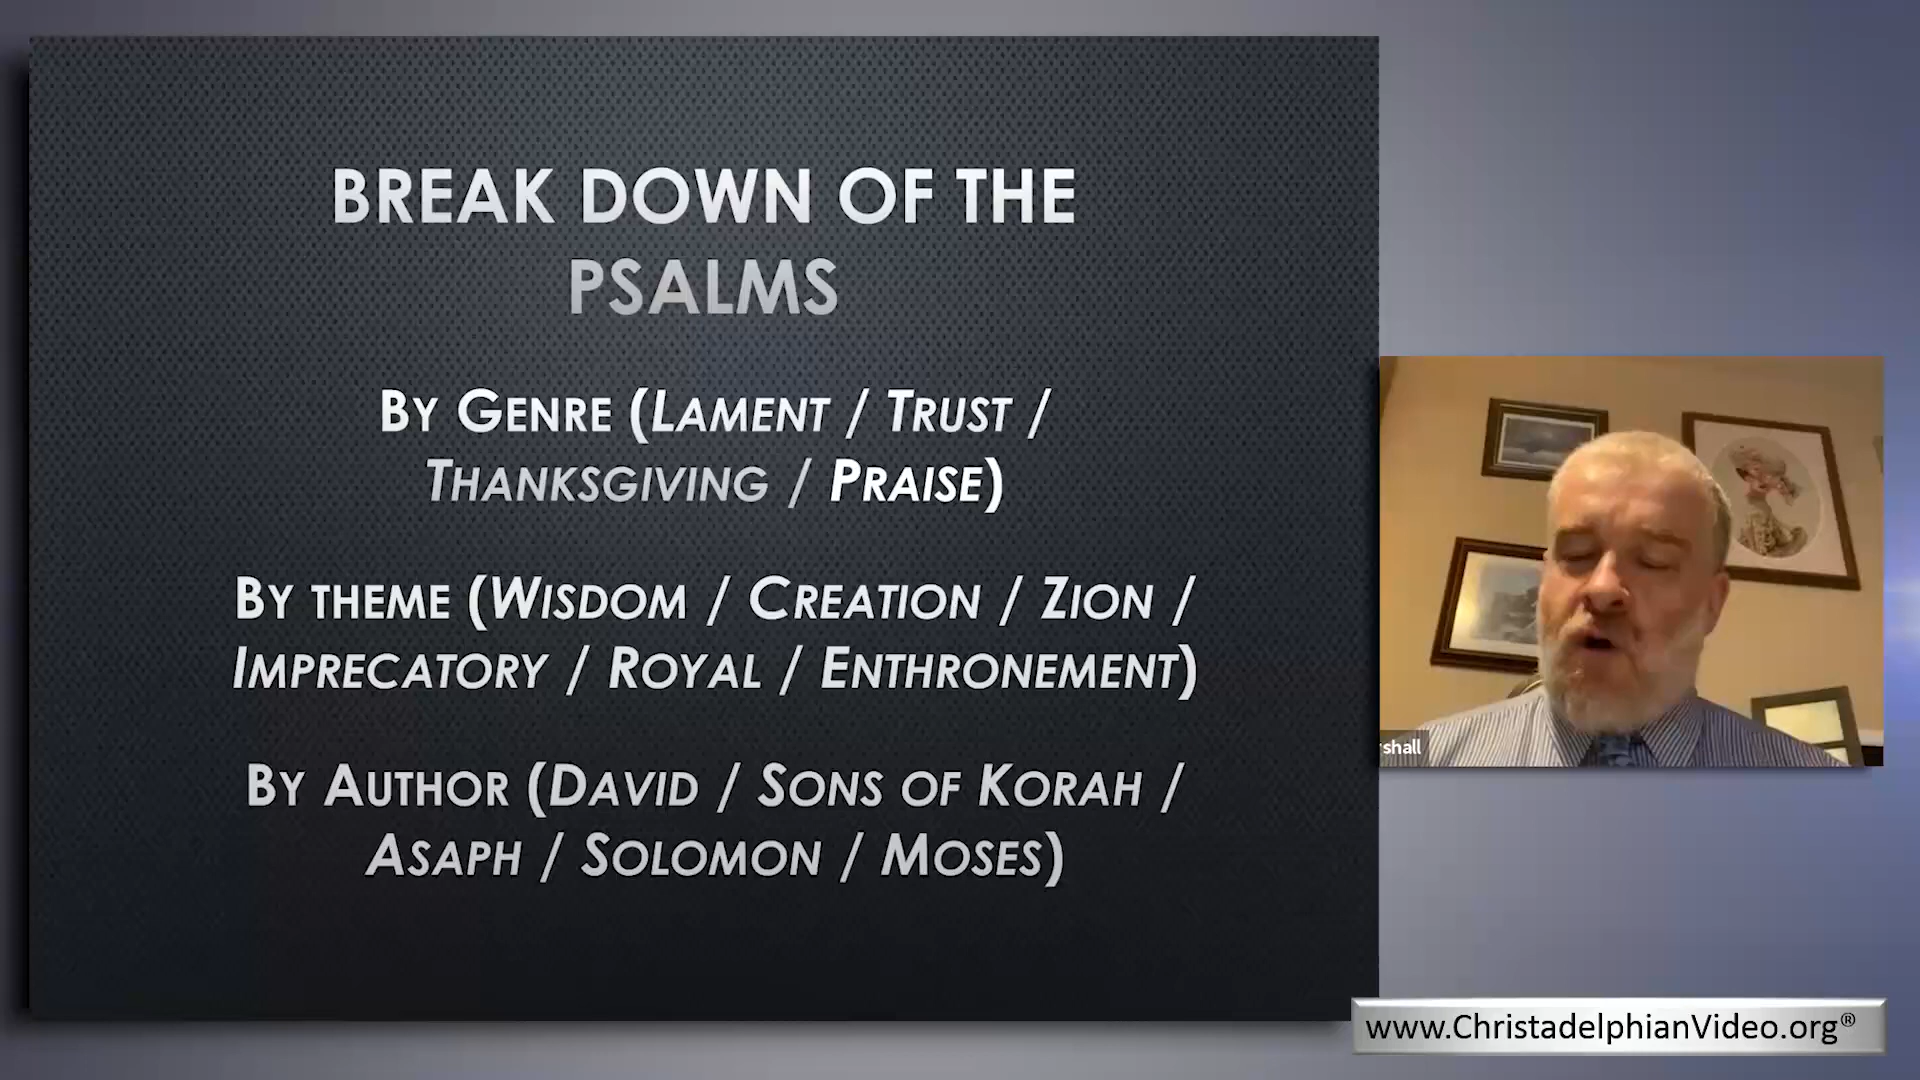 BREAK DOWN OF THE
PSALMS
BY GENRE (LAMENT / TRUST /
THANKSGIVING / PRAISE)
BY THEME (WISDOM / CREATION / ZION /
IMPRECATORY / ROYAL / ENTHRONEMENT)
BY AUTHOR (DAVID / SONS OF KORAH /
ASAPH / SOLOMON / MOSES)
shall
www.ChristadelphianVideo.org®